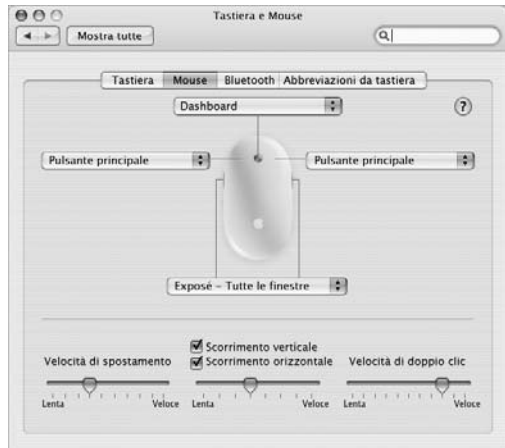 Tastiera e Mouse
Mostra tutte
Tastiera Mouse Bluetooth Abbreviazioni da tastiera
Dashboard
?
Pulsante principale Pulsante principale
Exposé – Tutte le finestre
Scorrimento verticale
Velocità di spostamento Scorrimento orizzontale Velocità di doppio clic
Lenta Veloce Lenta Veloce Lenta Veloce